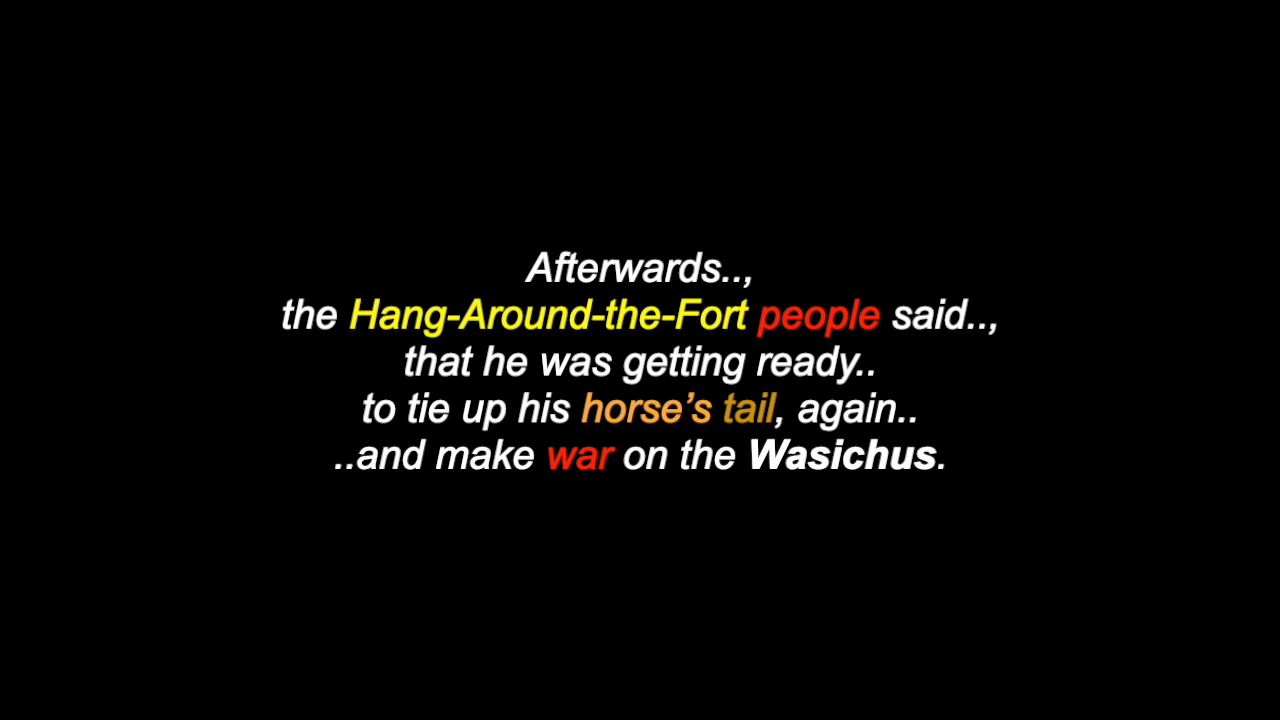 Afterwards..,
the Hang-Around-the-Fort people said..,
that he was getting ready..
to tie up his horse’s tail, again..
..and make war on the Wasichus.